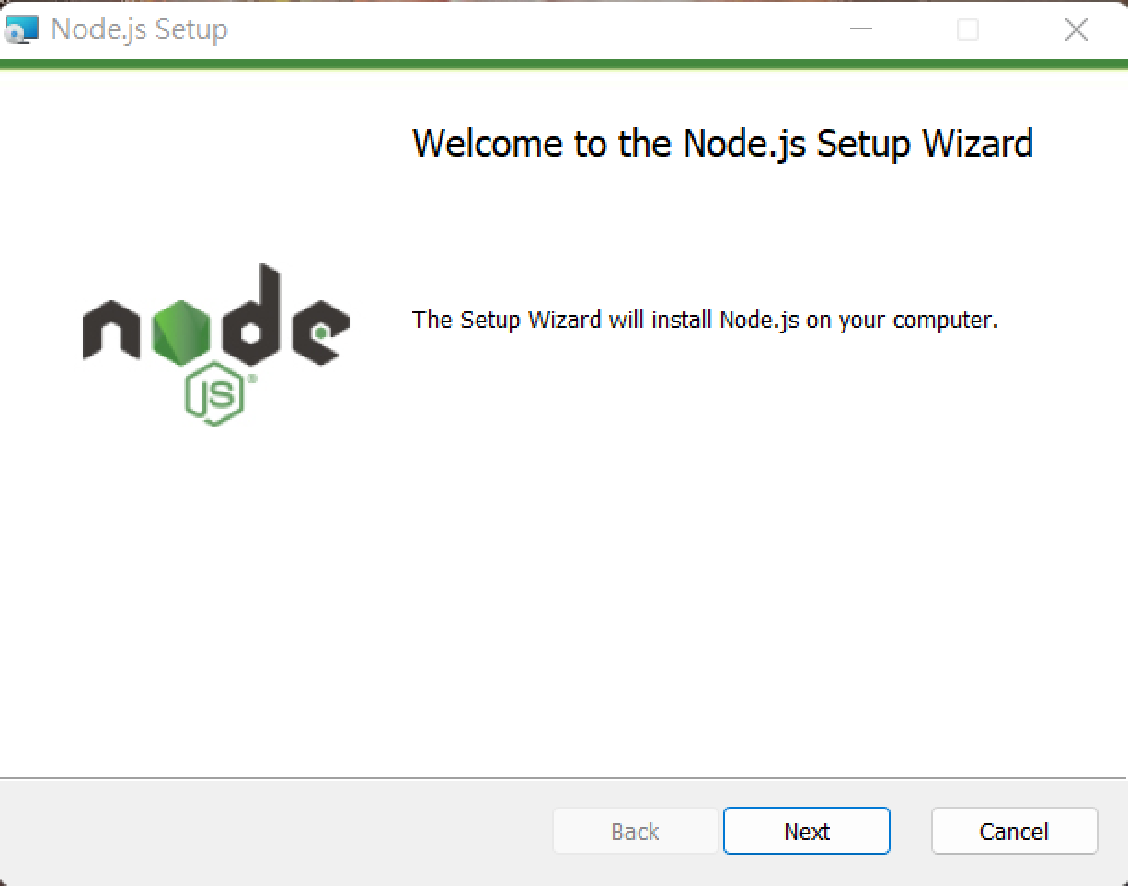 Node.js Setup
Welcome to the Node.js Setup Wizard
node
JS®
The Setup Wizard will install Node.js on your computer.
Back
Next
Cancel